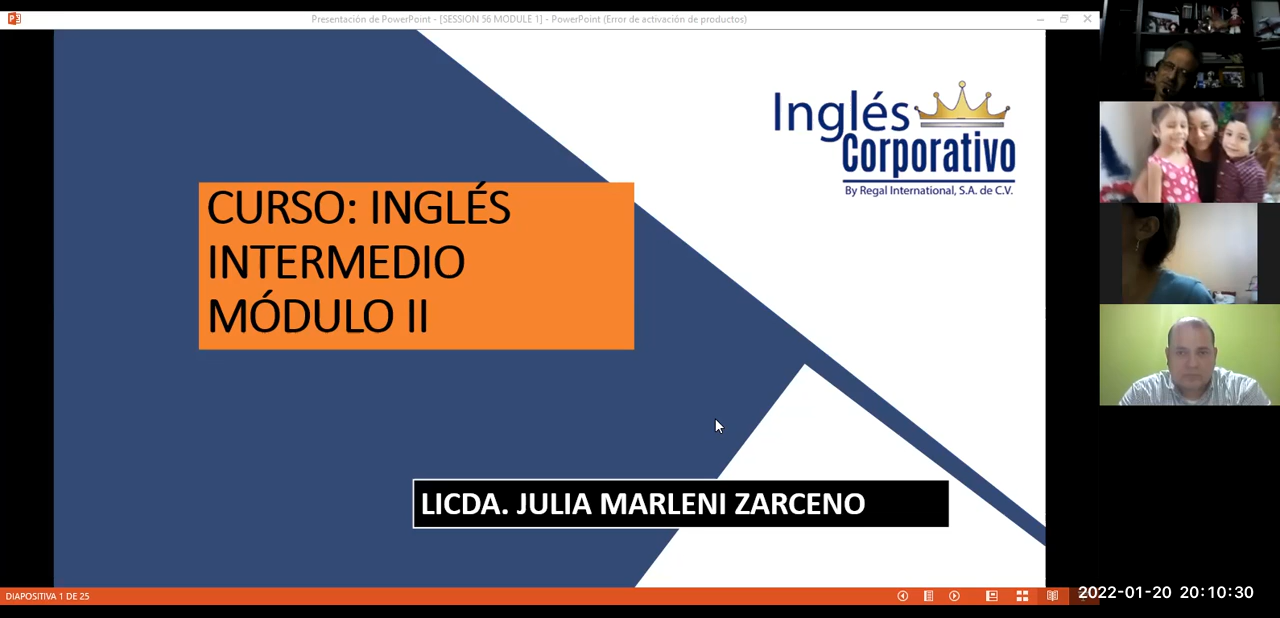 Presentación de PowerPoint - [SESSION 56 MODULE 1] - PowerPoint (Error de activación de productos)
Inglés
Corporativo
By Regal International, S.A. de C.V.
CURSO: INGLÉS
INTERMEDIO
MÓDULO II
LICDA. JULIA MARLENI ZARCENO
DIAPOSITIVA 1 DE 25
2022-01-20 20:10:30